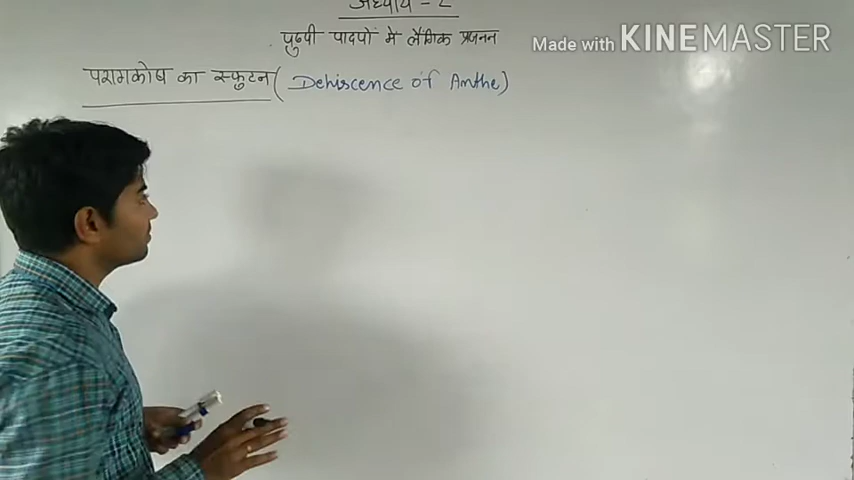 अध्याय - 2
पुष्पी पादपों में लैंगिक प्रजनन
Made with KINEMASTER
परागकोष का स्फुटन ( Dehiscence of Anthe)